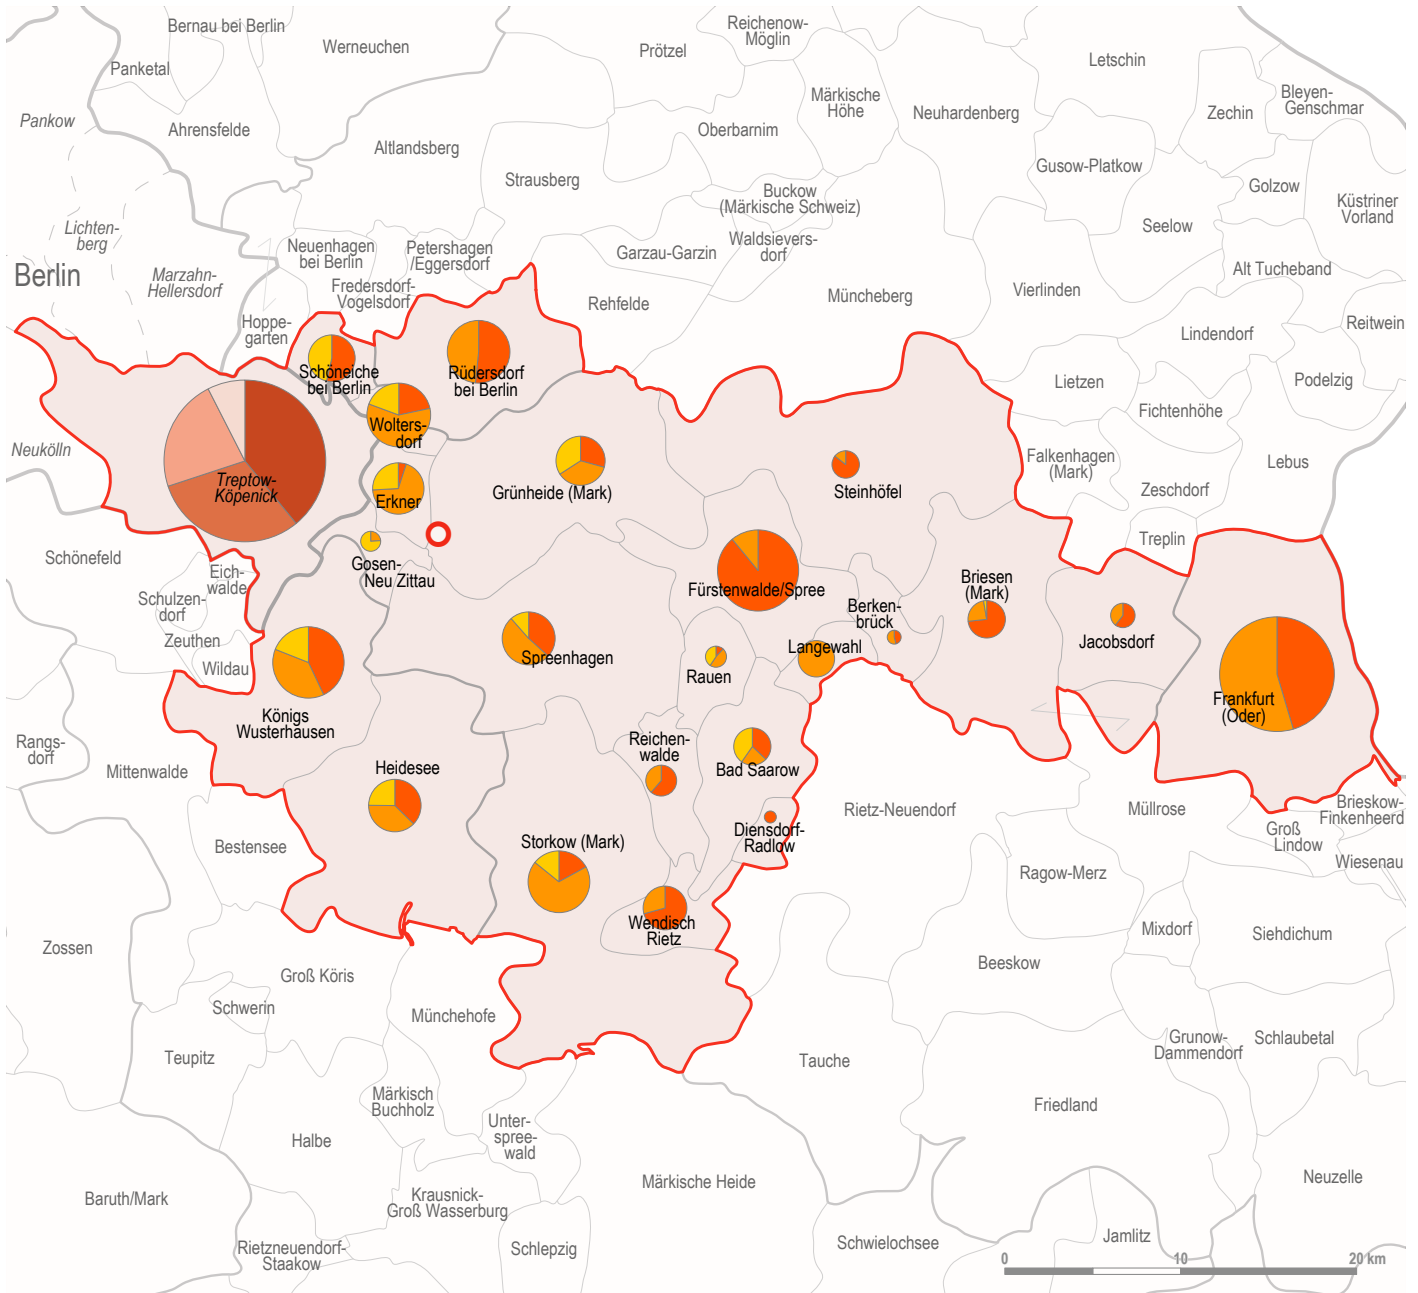 Bernau bei Berlin
Werneuchen
Panketal
Pankow
Ahrensfelde
Altlandsberg
Lichten-
berg
Berlin
Marzahn-
Hellersdorf
Neuenhagen
bei Berlin
Petershagen
/Eggersdorf
Fredersdorf-
Vogelsdorf
Hoppe-
garten
Strausberg
Prötzel
Reichenow-
Möglin
Oberbarnim
Märkische
Höhe
Neuhardenberg
Letschin
Zechin
Bleyen-
Genschmar
Gusow-Platkow
Golzow
Küstriner
Vorland
Buckow
(Märkische Schweiz)
Waldsievers-
dorf
Garzau-Garzin
Rehfelde
Müncheberg
Vierlinden
Seelow
Alt Tucheband
Lindendorf
Reitwein
Podelzig
Lietzen
Fichtenhöhe
Falkenhagen
(Mark)
Lebus
Zeschdorf
Treplin
Schöneiche
bei Berlin
Rüdersdorf
bei Berlin
Wolters-
dorf
Neukölln
Treptow-
Köpenick
Erkner
Grünheide (Mark)
Steinhöfel
Gosen-
Neu Zittau
Schönefeld
Eich-
walde
Schulzen-
dorf
Zeuthen
Wildau
Fürstenwalde/Spree
Berken-
brück
Briesen
(Mark)
Jacobsdorf
Spreenhagen
Rauen
Langewahl
Frankfurt
(Oder)
Königs
Wusterhausen
Rangs-
dorf
Mittenwalde
Heidesee
Reichen-
walde
Bad Saarow
Diensdorf-
Radlow
Rietz-Neuendorf
Müllrose
Brieskow-
Finkenheerd
Groß
Lindow
Wiesenau
Bestensee
Storkow (Mark)
Wendisch
Rietz
Ragow-Merz
Mixdorf
Siehdichum
Beeskow
Zossen
Groß Köris
Schwerin
Münchehofe
Teupitz
Tauche
Grunow-
Dammendorf
Schlaubetal
Märkisch
Buchholz
Halbe
Unter-
spree-
wald
Friedland
Märkische Heide
Neuzelle
Baruth/Mark
Krausnick-
Groß Wasserburg
Rietzneuendorf-
Staakow
Schlepzig
Schwielochsee
Jamlitz
0 10 20 km